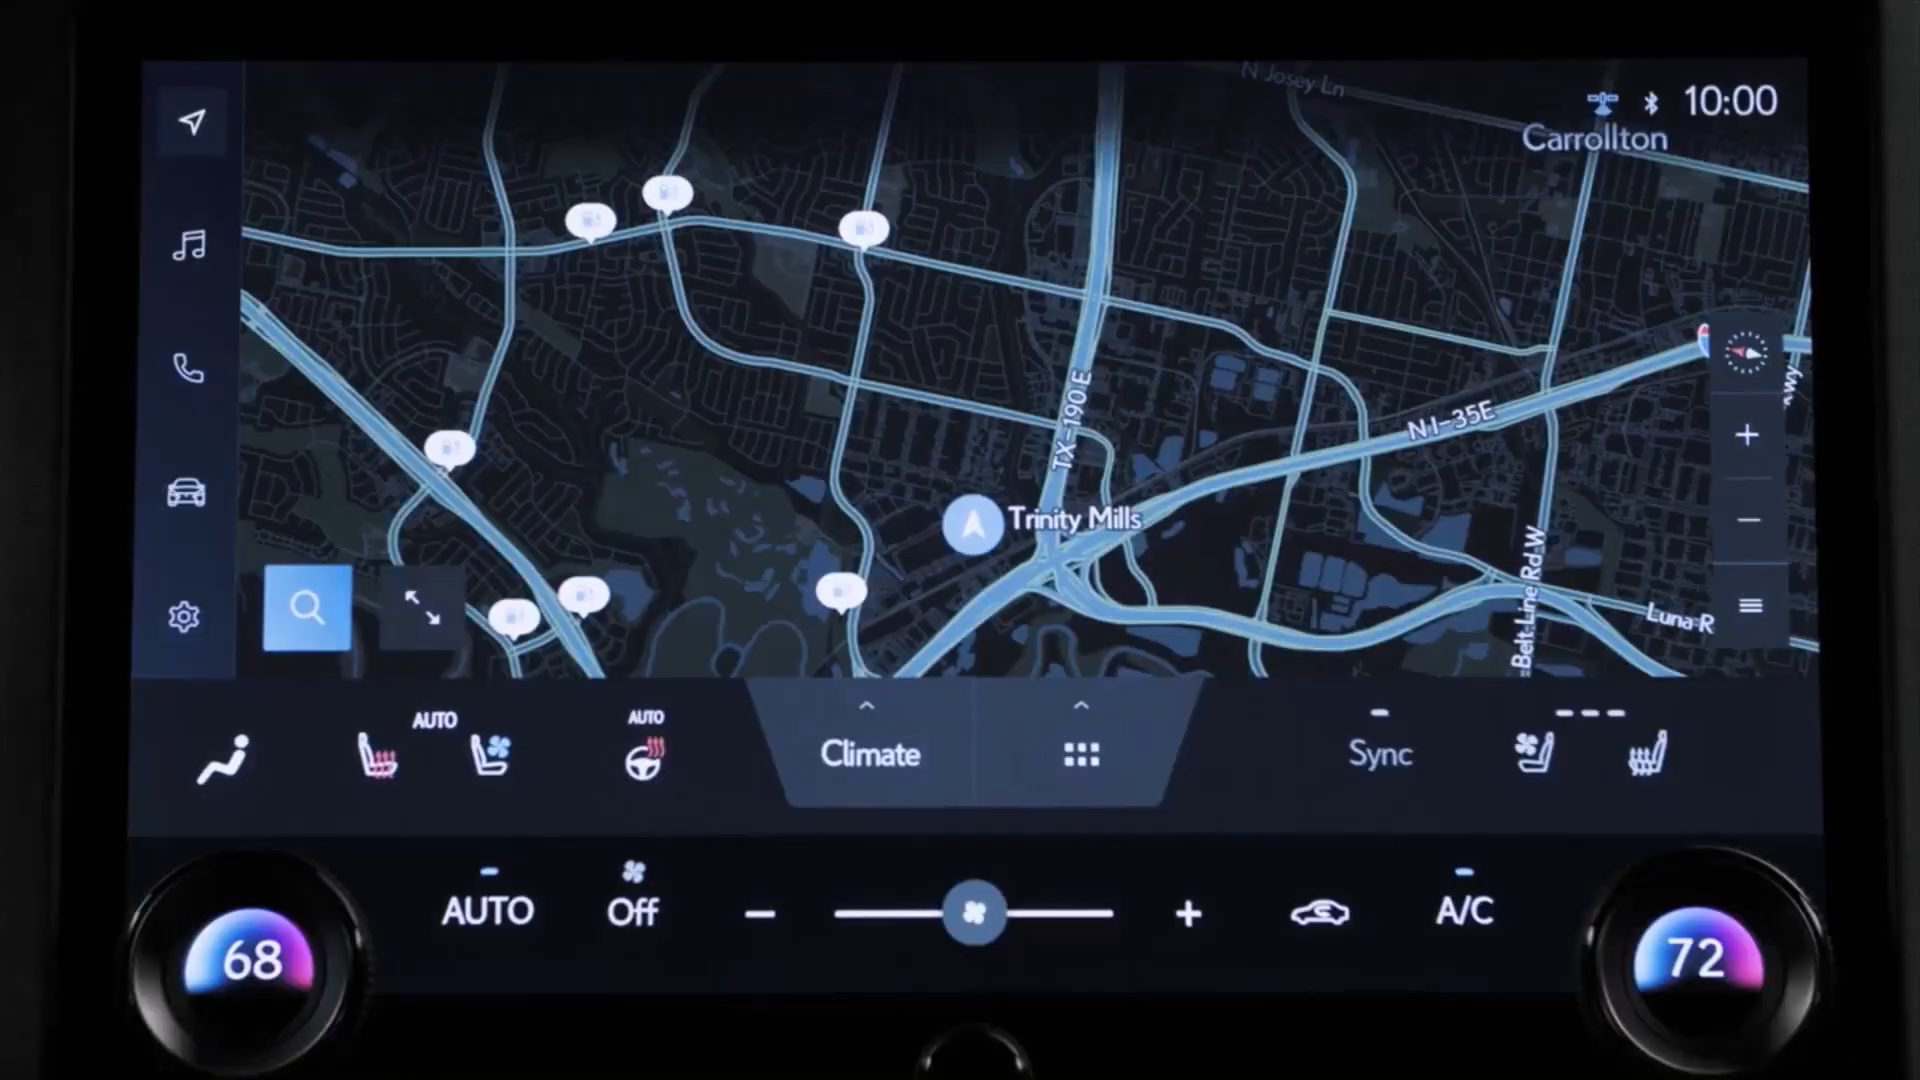 N Josey Ln
10:00
Carrollton
TX-190 E
N I-35E
Trinity Mills
Belt Line Rd W
Luna R
AUTO
AUTO
Climate
Sync
AUTO
Off
A/C
68
72